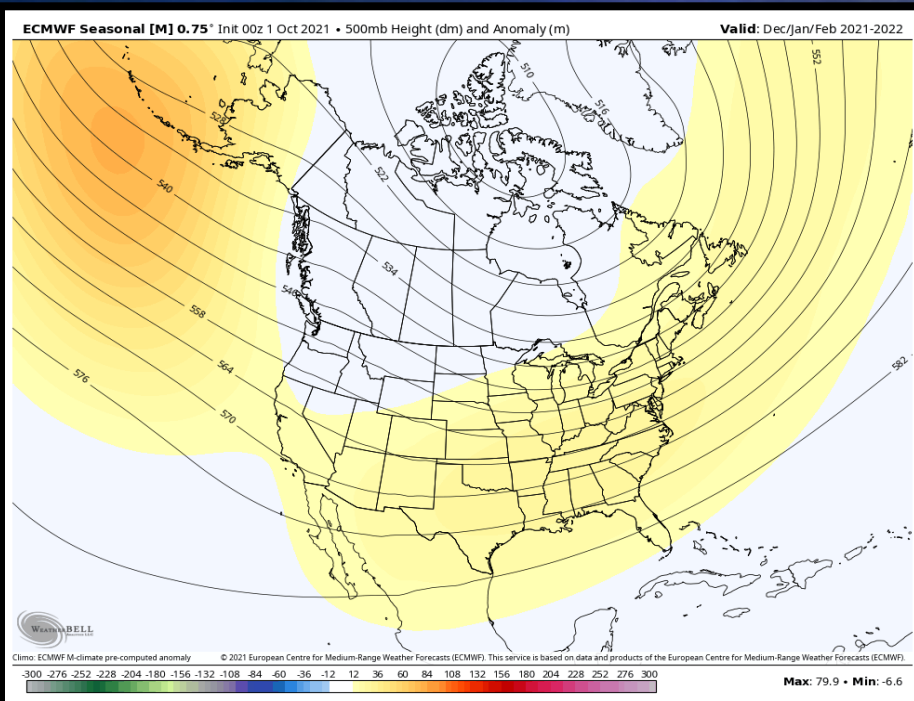 ECMWF Seasonal [M] 0.75° Init 00z 1 Oct 2021 • 500mb Height (dm) and Anomaly (m) Valid: Dec/Jan/Feb 2021-2022
510
552
516
528
522
540
534
546
558
564
576
570
582
WEATHERBELL
Climo: ECMWF M-climate pre-computed anomaly © 2021 European Centre for Medium-Range Weather Forecasts (ECMWF). This service is based on data and products of the European Centre for Medium-Range Weather Forecasts (ECMWF).
-300 -276 -252 -228 -204 -180 -156 -132 -108 -84 -60 -36 -12 12 36 60 84 108 132 156 180 204 228 252 276 300
Max: 79.9 • Min: -6.6